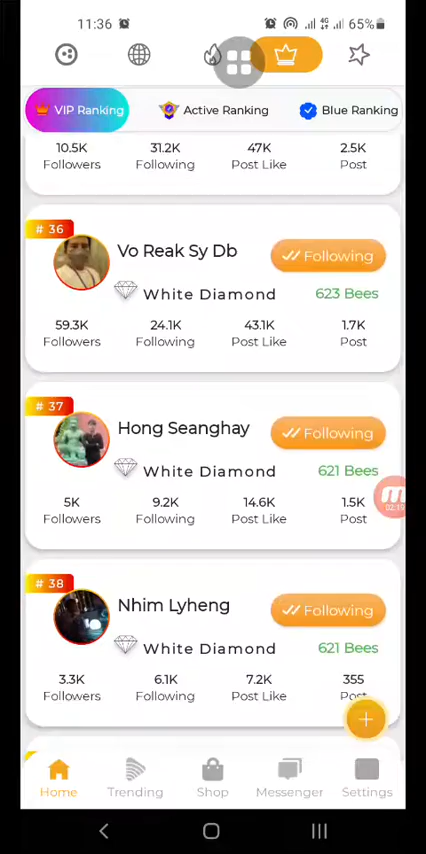 11:36 4G 65%
VIP Ranking Active Ranking Blue Ranking
10.5K 31.2K 47K 2.5K
Followers Following Post Like Post
# 36
Vo Reak Sy Db Following
White Diamond 623 Bees
59.3K 24.1K 43.1K 1.7K
Followers Following Post Like Post
# 37
Hong Seanghay Following
White Diamond 621 Bees
5K 9.2K 14.6K 1.5K
Followers Following Post Like Post
02:19
# 38
Nhim Lyheng Following
White Diamond 621 Bees
3.3K 6.1K 7.2K 355
Followers Following Post Like Post
Home Trending Shop Messenger Settings